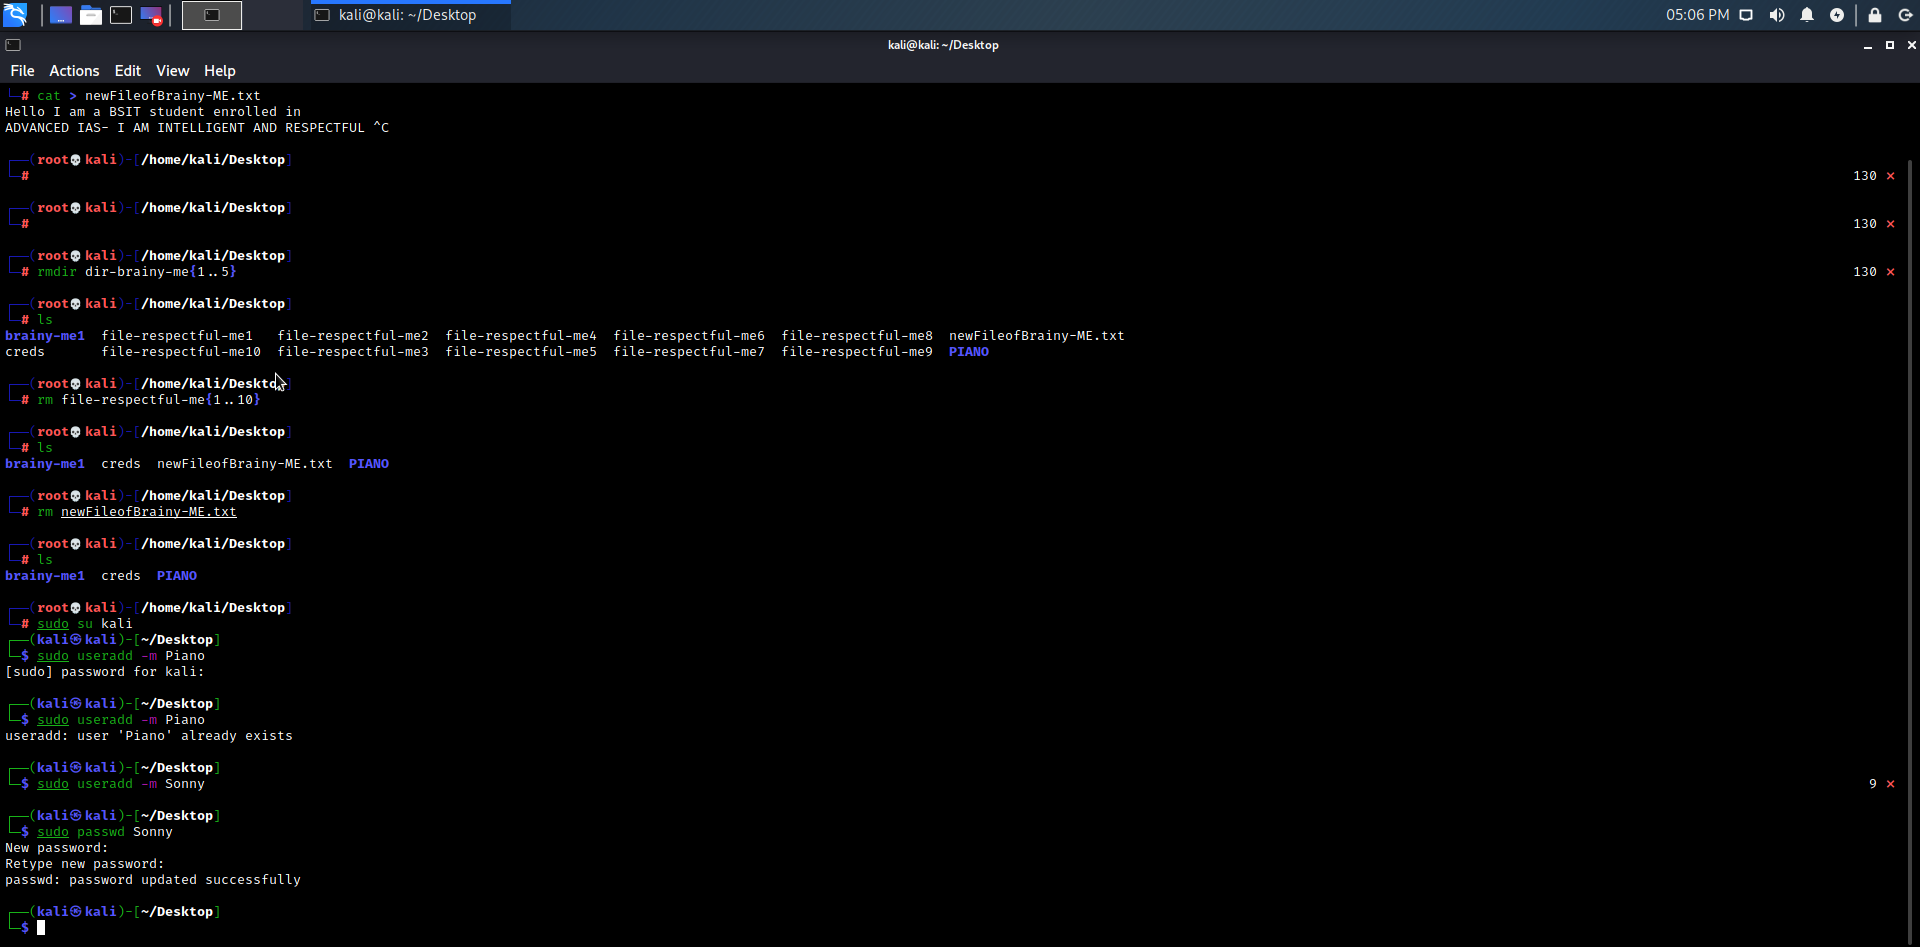 kali@kali: ~/Desktop
05:06 PM
kali@kali: ~/Desktop
File Actions Edit View Help
└─# cat > newFileofBrainy-ME.txt
Hello I am a BSIT student enrolled in
ADVANCED IAS- I AM INTELLIGENT AND RESPECTFUL ^C
┌──(root💀kali)-[/home/kali/Desktop]
└─# 130 ⨯
┌──(root💀kali)-[/home/kali/Desktop]
└─# 130 ⨯
┌──(root💀kali)-[/home/kali/Desktop]
└─# rmdir dir-brainy-me{1..5} 130 ⨯
┌──(root💀kali)-[/home/kali/Desktop]
└─# ls
brainy-me1 file-respectful-me1 file-respectful-me2 file-respectful-me4 file-respectful-me6 file-respectful-me8 newFileofBrainy-ME.txt
creds file-respectful-me10 file-respectful-me3 file-respectful-me5 file-respectful-me7 file-respectful-me9 PIANO
┌──(root💀kali)-[/home/kali/Desktop]
└─# rm file-respectful-me{1..10}
┌──(root💀kali)-[/home/kali/Desktop]
└─# ls
brainy-me1 creds newFileofBrainy-ME.txt PIANO
┌──(root💀kali)-[/home/kali/Desktop]
└─# rm newFileofBrainy-ME.txt
┌──(root💀kali)-[/home/kali/Desktop]
└─# ls
brainy-me1 creds PIANO
┌──(root💀kali)-[/home/kali/Desktop]
└─# sudo su kali
┌──(kali㉿kali)-[~/Desktop]
└─$ sudo useradd -m Piano
[sudo] password for kali:
┌──(kali㉿kali)-[~/Desktop]
└─$ sudo useradd -m Piano
useradd: user 'Piano' already exists
┌──(kali㉿kali)-[~/Desktop]
└─$ sudo useradd -m Sonny 9 ⨯
┌──(kali㉿kali)-[~/Desktop]
└─$ sudo passwd Sonny
New password:
Retype new password:
passwd: password updated successfully
┌──(kali㉿kali)-[~/Desktop]
└─$